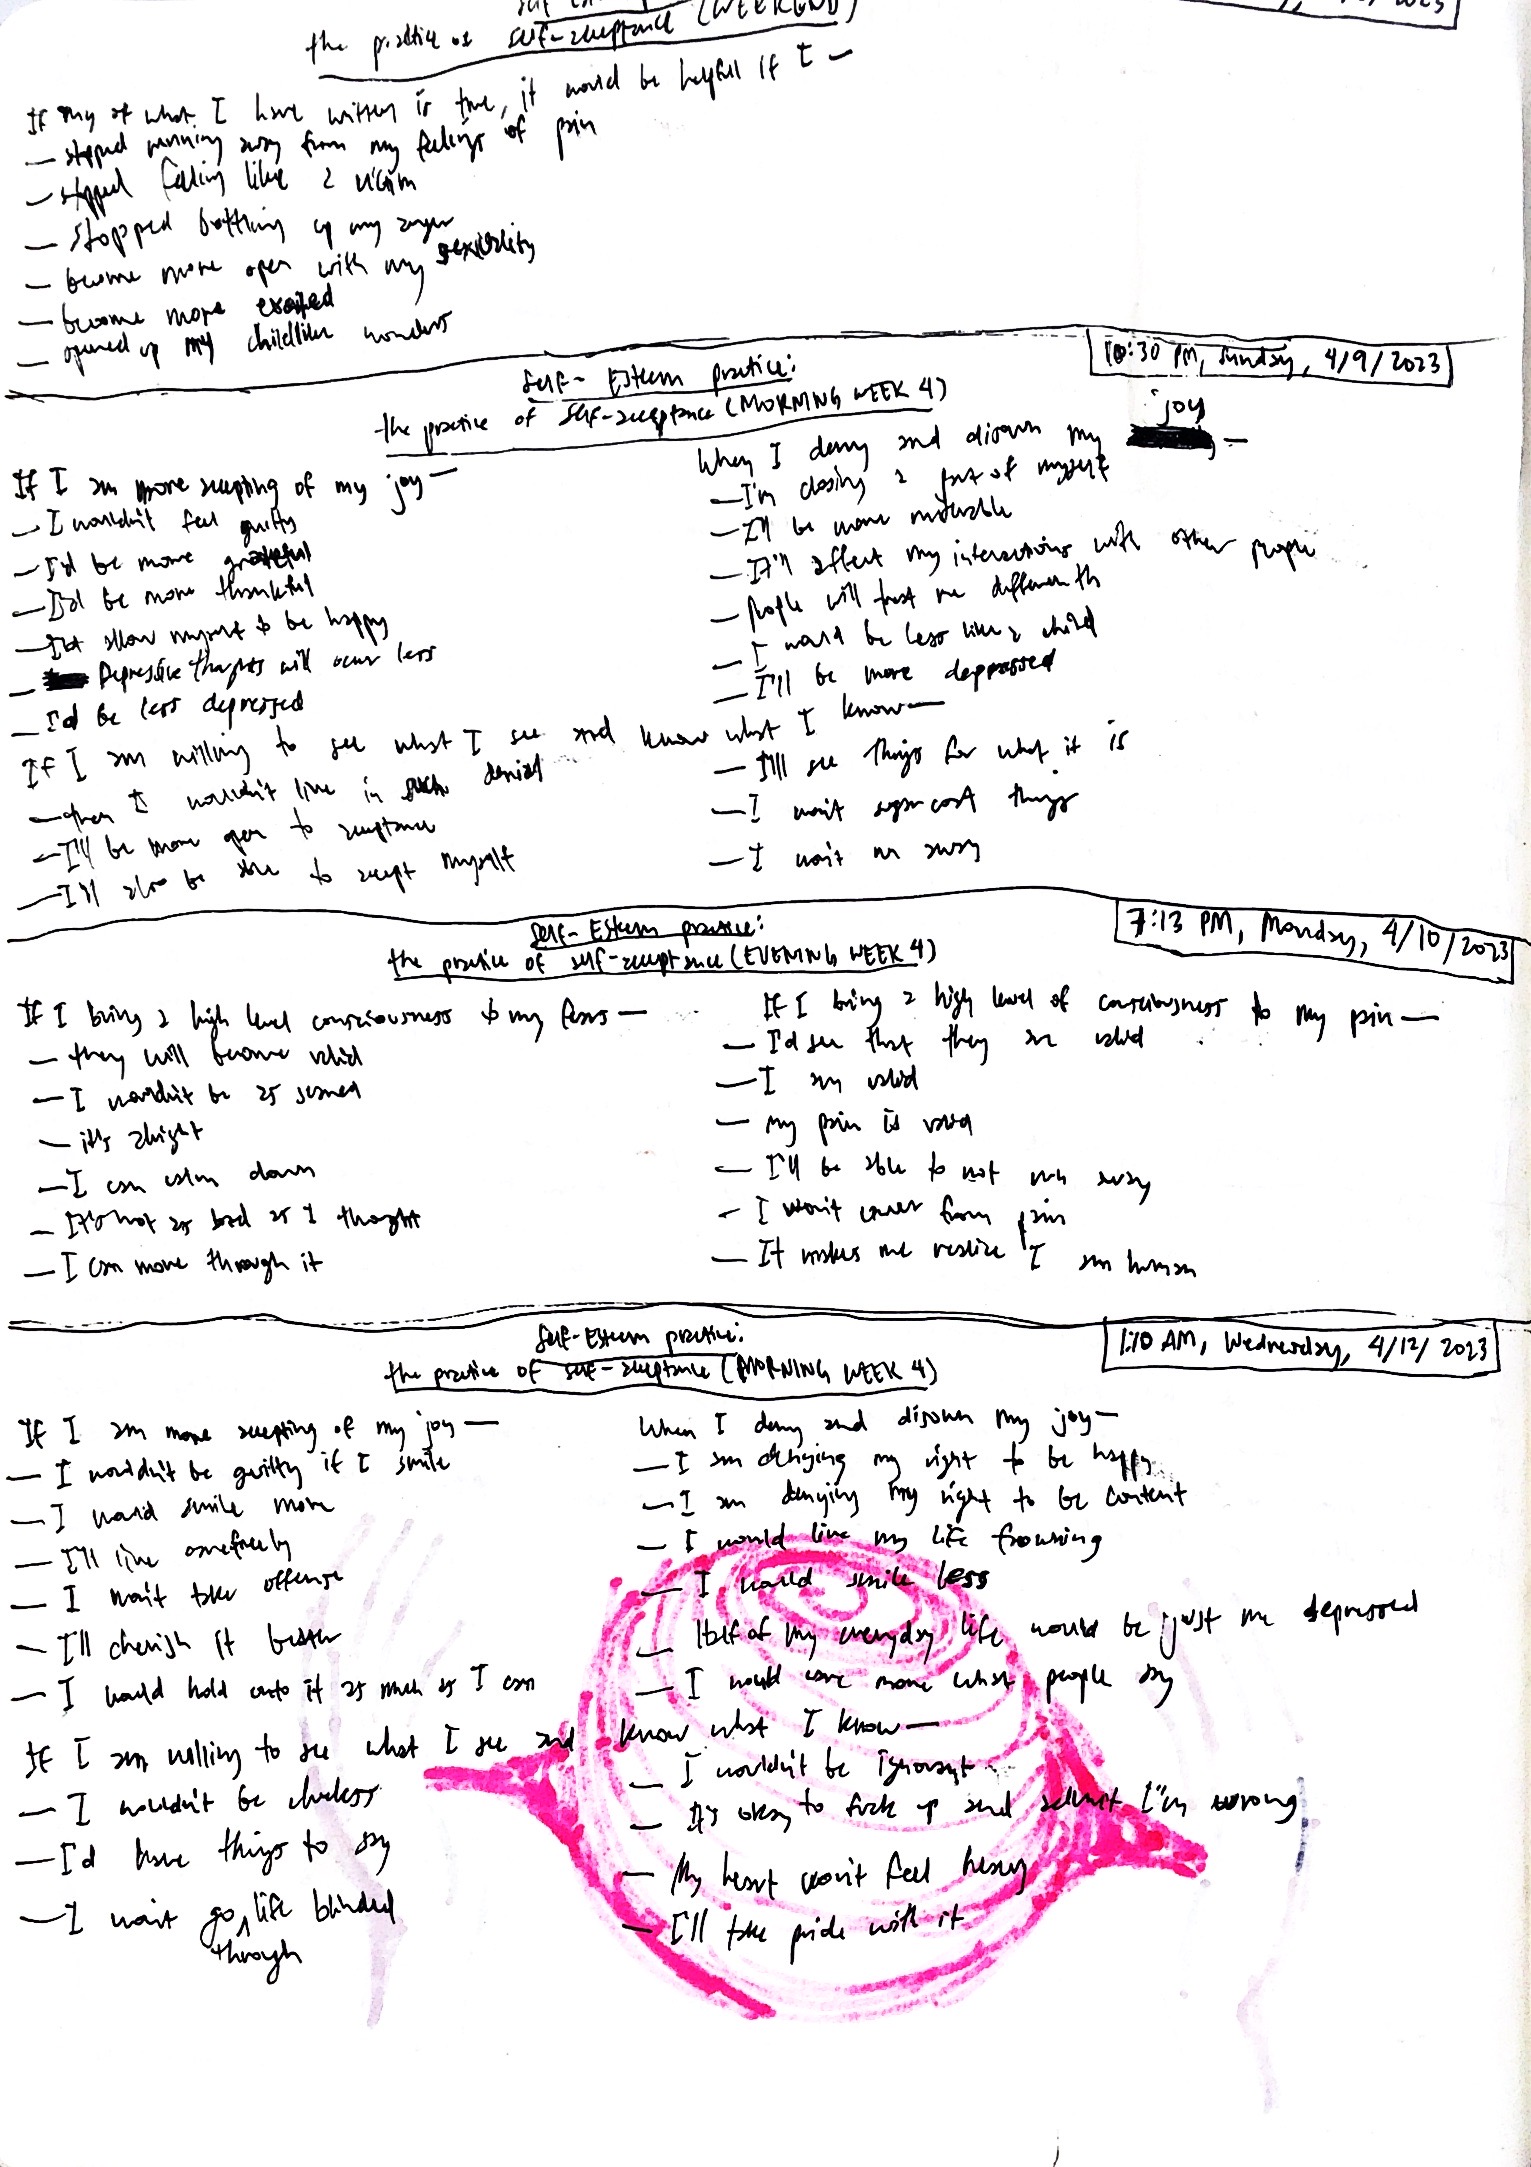 the practice of self-acceptance (WEEKEND)
If any of what I have written is true, it would be helpful if I —
— stopped running away from my feelings of pain
— stopped feeling like a victim
— stopped bottling up my anger
— become more open with my sexuality
— become more excited
— opened up my childlike wonders
10:30 PM, Sunday, 4/9/2023
Self-Esteem practice:
the practice of self-acceptance (MORNING WEEK 4)
If I am more accepting of my joy —
— I wouldn't feel guilty
— I'd be more grateful
— I'd be more thankful
— I'd allow myself to be happy
— Depressive thoughts will occur less
— I'd be less depressed
When I deny and disown my joy —
— I'm closing a part of myself
— I'll be more miserable
— It'll affect my interactions with other people
— People will treat me differently
— I would be less like a child
— I'll be more depressed
If I am willing to see what I see and know what I know —
— then I wouldn't live in such denial
— I'll be more open to acceptance
— I'll also be able to accept myself
— I'll see things for what it is
— I won't sugarcoat things
— I won't run away
7:13 PM, Monday, 4/10/2023
Self-Esteem practice:
the practice of self-acceptance (EVENING WEEK 4)
If I bring a high level consciousness to my fears —
— they will become valid
— I wouldn't be as scared
— it's alright
— I can calm down
— It's not as bad as I thought
— I can move through it
If I bring a high level of consciousness to my pain —
— I'd see that they are valid
— I am valid
— my pain is valid
— I'll be able to not run away
— I won't cower from pain
— It makes me realize I am human
1:10 AM, Wednesday, 4/12/2023
Self-Esteem practice:
the practice of self-acceptance (MORNING WEEK 4)
If I am more accepting of my joy —
— I wouldn't be guilty if I smile
— I would smile more
— I'll live carefreely
— I won't take offense
— I'll cherish it better
— I would hold onto it as much as I can
When I deny and disown my joy —
— I am denying my right to be happy
— I am denying my right to be content
— I would live my life frowning
— I would smile less
— Half of my everyday life would be just me depressed
— I would care more what people say
If I am willing to see what I see and know what I know —
— I wouldn't be clueless
— I'd have things to say
— I won't go through life blinded
— I wouldn't be ignorant
— It's okay to fuck up and admit I'm wrong
— My heart won't feel heavy
— I'll take pride with it